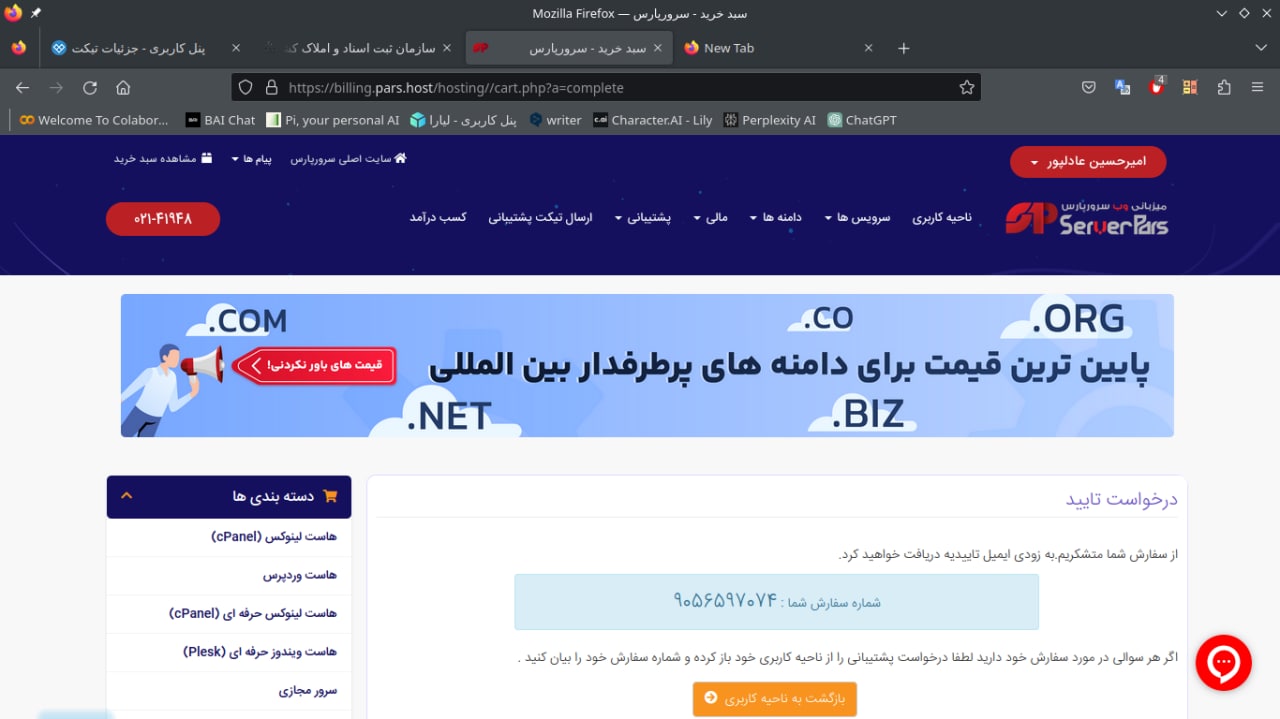 سبد خرید - سرورپارس — Mozilla Firefox
پنل کاربری - جزئیات تیکت
سازمان ثبت اسناد و املاک
سبد خرید - سرورپارس
New Tab
https://billing.pars.host/hosting//cart.php?a=complete
4
Welcome To Colabor...
BAI Chat
Pi, your personal AI
پنل کاربری - لیارا
writer
Character.AI - Lily
Perplexity AI
ChatGPT
امیرحسین عادلپور
سایت اصلی سرورپارس
پیام ها
مشاهده سبد خرید
میزبانی وب سرورپارس
ServerPars
ناحیه کاربری
سرویس ها
دامنه ها
مالی
پشتیبانی
ارسال تیکت پشتیبانی
کسب درآمد
۰۲۱-۴۱۹۴۸
.COM
.CO
.ORG
پایین ترین قیمت برای دامنه های پرطرفدار بین المللی
قیمت های باور نکردنی!
.NET
.BIZ
دسته بندی ها
هاست لینوکس (cPanel)
هاست وردپرس
هاست لینوکس حرفه ای (cPanel)
هاست ویندوز حرفه ای (Plesk)
سرور مجازی
درخواست تایید
از سفارش شما متشکریم.به زودی ایمیل تاییدیه دریافت خواهید کرد.
شماره سفارش شما : ۹۰۵۶۵۹۷۰۷۴
اگر هر سوالی در مورد سفارش خود دارید لطفا درخواست پشتیبانی را از ناحیه کاربری خود باز کرده و شماره سفارش خود را بیان کنید .
بازگشت به ناحیه کاربری